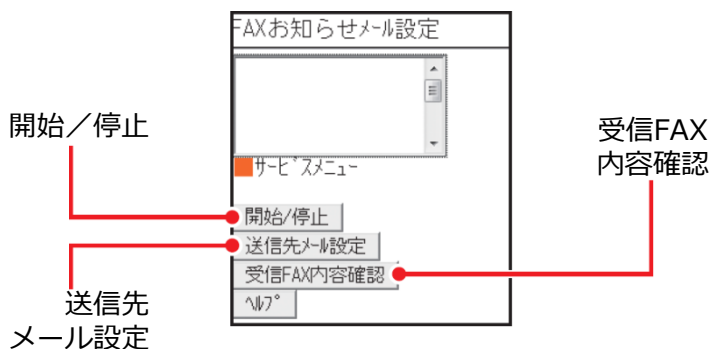 FAXお知らせメール設定
開始／停止
受信FAX
内容確認
サービスメニュー
開始/停止
送信先メール設定
受信FAX内容確認
ヘルプ
送信先
メール設定